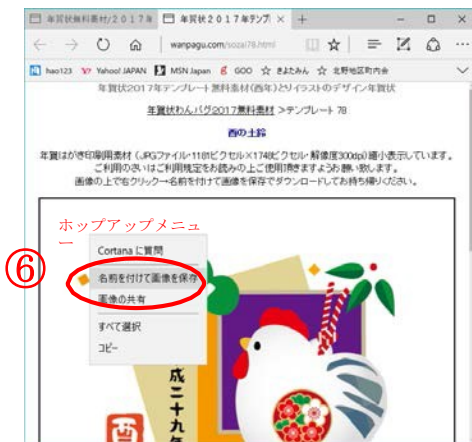 年賀状無料素材/2017年
年賀状2017年テンプ
wanpagu.com/sozai78.html
hao123 Yahoo! JAPAN MSN Japan GOO きよたみん 北野地区町内会
年賀状2017年テンプレート無料素材(酉年)とりイラストのデザイン年賀状
年賀状わんパグ2017無料素材 >テンプレート 78
酉の土鈴
年賀はがき印刷用素材 (JPGファイル・1181ピクセル×1748ピクセル・解像度300dpi)縮小表示しています。
ご利用のさいはご利用規定をお読みの上ご使用頂きますようお願い致します。
画像の上で右クリック→名前を付けて画像を保存でダウンロードしてお持ち帰りください。
ホップアップメニュ
ー
⑥
Cortana に質問
名前を付けて画像を保存
画像の共有
すべて選択
コピー
成二十九年
酉